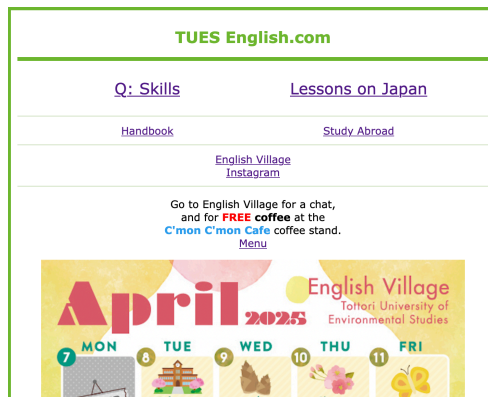 TUES English.com
Q: Skills
Lessons on Japan
Handbook
Study Abroad
English Village
Instagram
Go to English Village for a chat,
and for FREE coffee at the
C'mon C'mon Cafe coffee stand.
Menu
April 2025
English Village
Tottori University of
Environmental Studies
MON TUE WED THU FRI
7 8 9 10 11